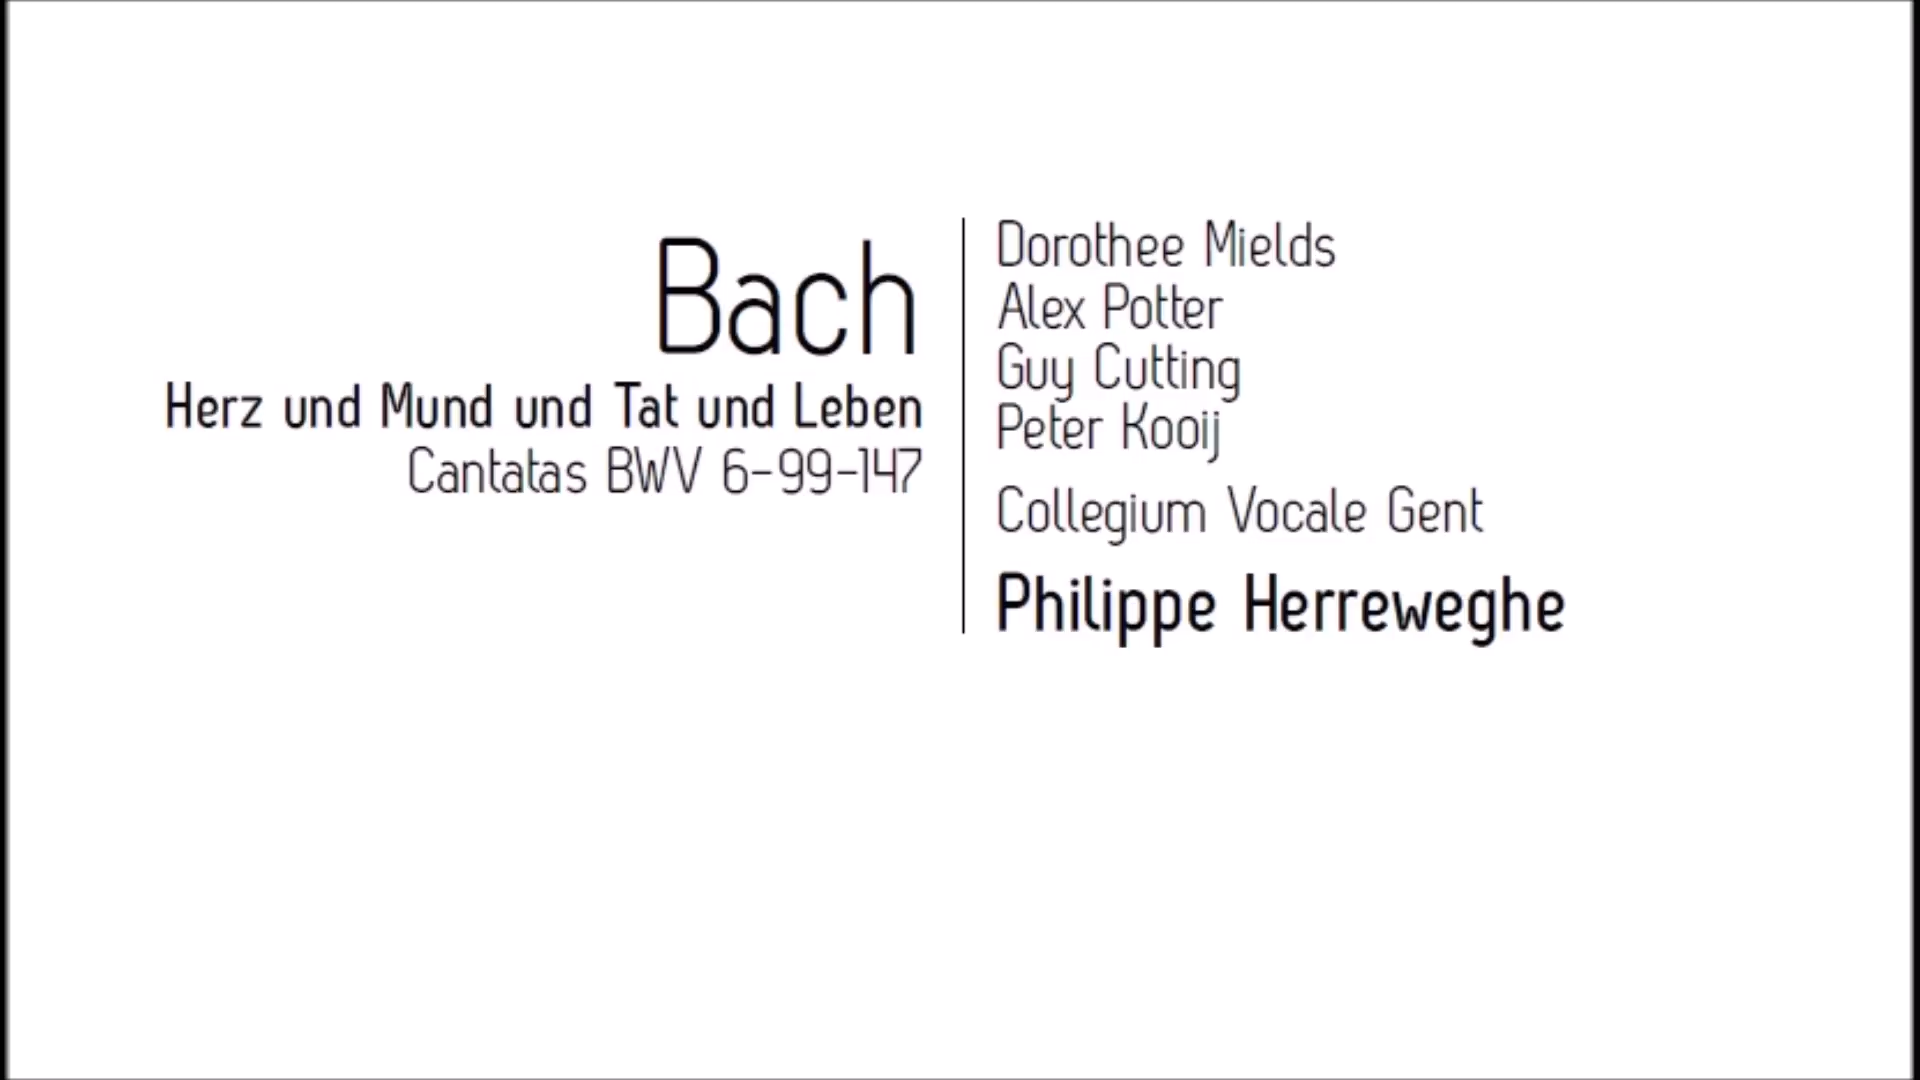 Bach
Herz und Mund und Tat und Leben
Cantatas BWV 6-99-147
Dorothee Mields
Alex Potter
Guy Cutting
Peter Kooij
Collegium Vocale Gent
Philippe Herreweghe